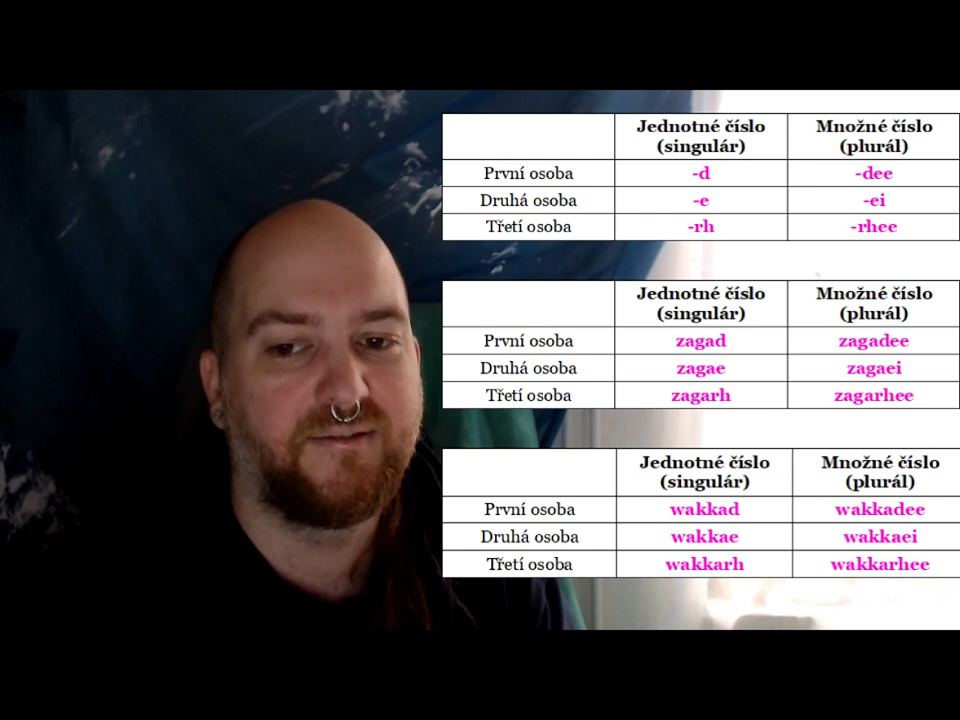 Jednotné číslo Množné číslo
(singulár) (plurál)
První osoba -d -dee
Druhá osoba -e -ei
Třetí osoba -rh -rhee
Jednotné číslo Množné číslo
(singulár) (plurál)
První osoba zagad zagadee
Druhá osoba zagae zagaei
Třetí osoba zagarh zagarhee
Jednotné číslo Množné číslo
(singulár) (plurál)
První osoba wakkad wakkadee
Druhá osoba wakkae wakkaei
Třetí osoba wakkarh wakkarhee